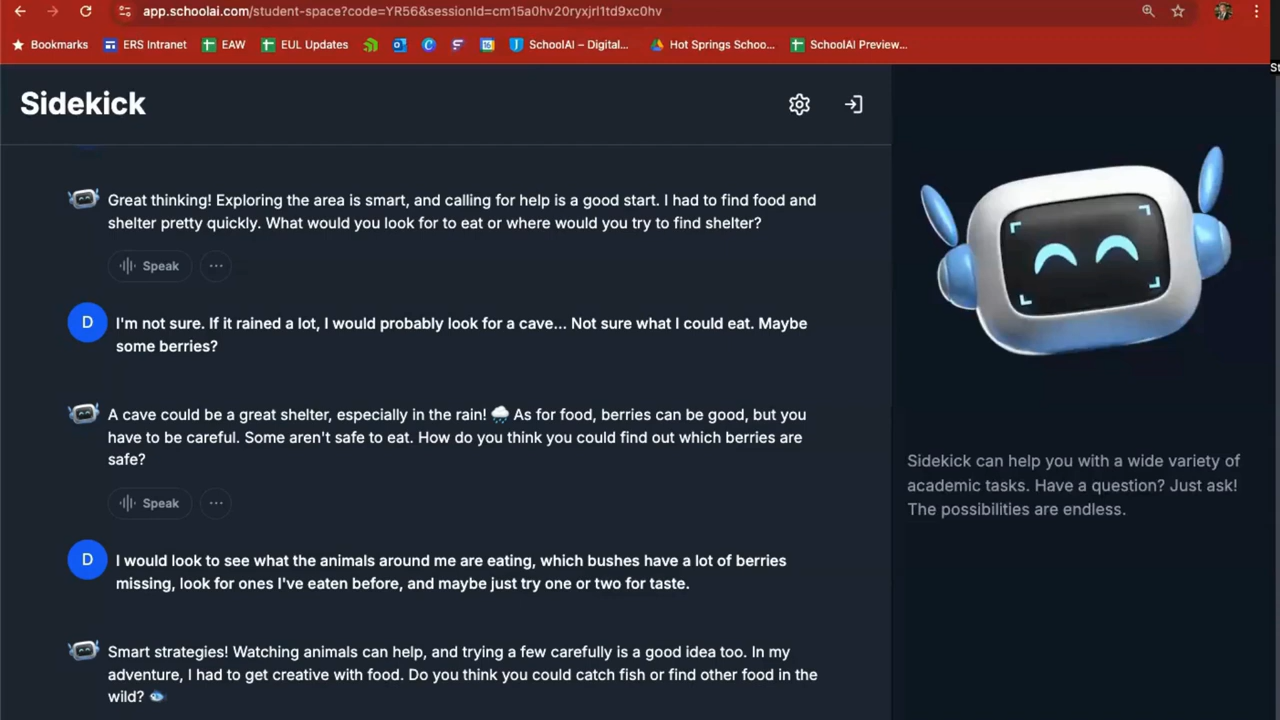 app.schoolai.com/student-space?code=YR56&sessionId=cm15a0hv20ryxjrl1td9xc0hv
Bookmarks ERS Intranet EAW EUL Updates 16 SchoolAI – Digital... Hot Springs Schoo... SchoolAI Preview...
St
Sidekick
Great thinking! Exploring the area is smart, and calling for help is a good start. I had to find food and
shelter pretty quickly. What would you look for to eat or where would you try to find shelter?
Speak
D
I'm not sure. If it rained a lot, I would probably look for a cave... Not sure what I could eat. Maybe
some berries?
A cave could be a great shelter, especially in the rain! 🌧️ As for food, berries can be good, but you
have to be careful. Some aren't safe to eat. How do you think you could find out which berries are
safe?
Speak
D
I would look to see what the animals around me are eating, which bushes have a lot of berries
missing, look for ones I've eaten before, and maybe just try one or two for taste.
Smart strategies! Watching animals can help, and trying a few carefully is a good idea too. In my
adventure, I had to get creative with food. Do you think you could catch fish or find other food in the
wild? 🐟
Sidekick can help you with a wide variety of
academic tasks. Have a question? Just ask!
The possibilities are endless.